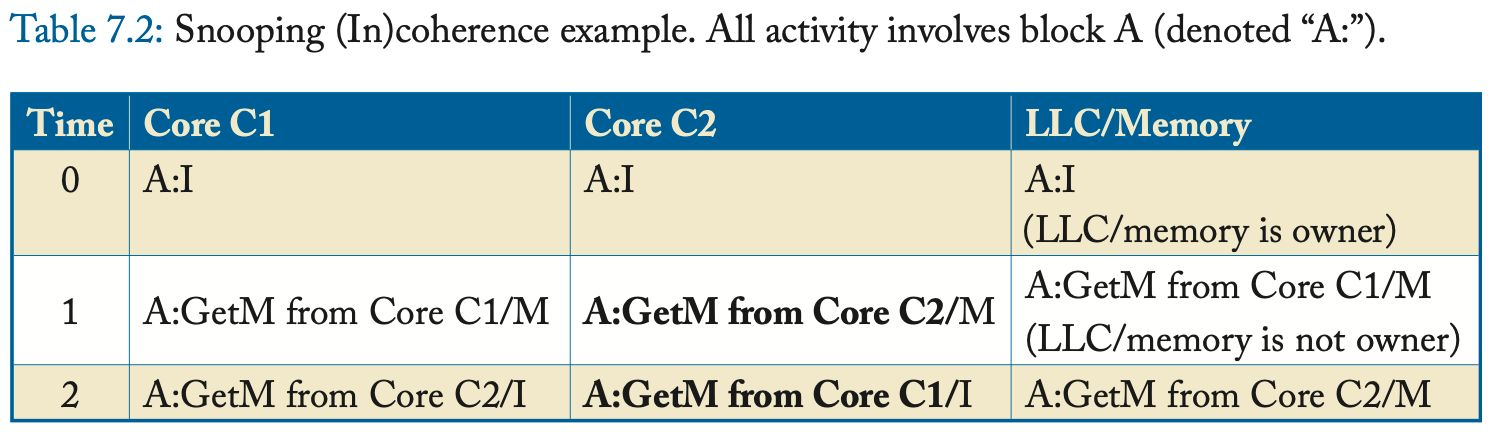 Table 7.2: Snooping (In)coherence example. All activity involves block A (denoted “A:”).
Time Core C1 Core C2 LLC/Memory
0 A:I A:I A:I
(LLC/memory is owner)
1 A:GetM from Core C1/M A:GetM from Core C2/M A:GetM from Core C1/M
(LLC/memory is not owner)
2 A:GetM from Core C2/I A:GetM from Core C1/I A:GetM from Core C2/M